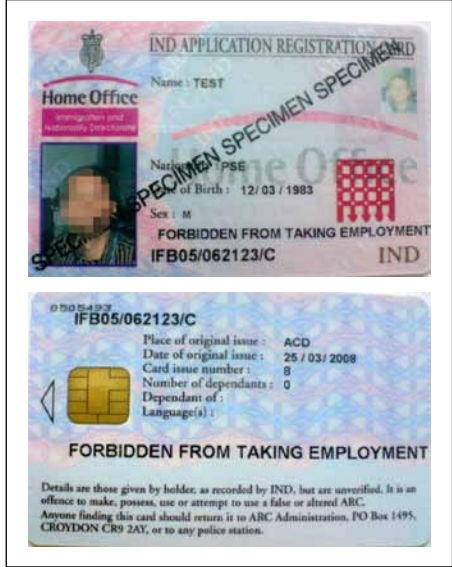 IND APPLICATION REGISTRATION CARD
Home Office
Immigration and
Nationality Directorate
Name : TEST
SPECIMEN SPECIMEN SPECIMEN SPECIMEN
Home Office
PSE
of Birth : 12/ 03 / 1983
Sex : M
FORBIDDEN FROM TAKING EMPLOYMENT
IFB05/062123/C
IND
0505493
IFB05/062123/C
Place of original issue : ACD
Date of original issue : 25 / 03/ 2008
Card issue number : 8
Number of dependants : 0
Dependant of :
Language(s) :
FORBIDDEN FROM TAKING EMPLOYMENT
Details are those given by holder, as recorded by IND, but are unverified. It is an
offence to make, possess, use or attempt to use a false or altered ARC.
Anyone finding this card should return it to ARC Administration, PO Box 1495,
CROYDON CR9 2AY, or to any police station.